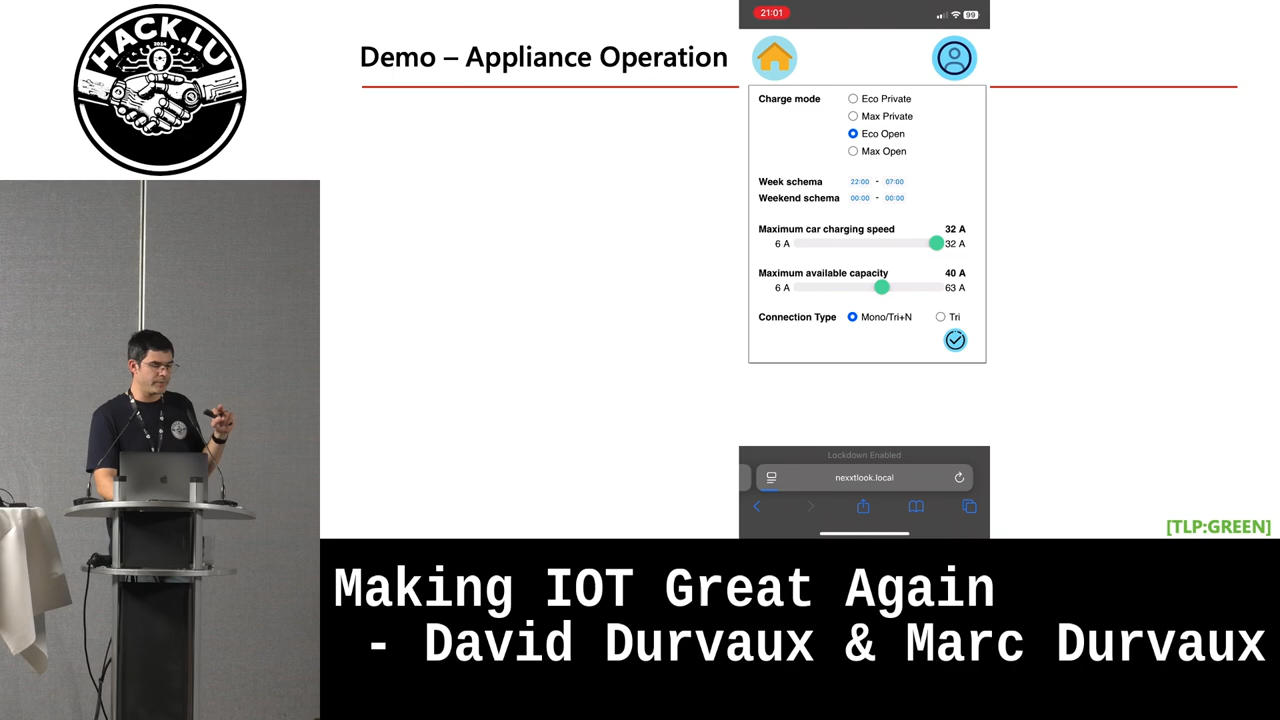 HACK.LU
2024
Demo – Appliance Operation
21:01
99
Charge mode
Eco Private
Max Private
Eco Open
Max Open
Week schema 22:00 - 07:00
Weekend schema 00:00 - 00:00
Maximum car charging speed 32 A
6 A 32 A
Maximum available capacity 40 A
6 A 63 A
Connection Type Mono/Tri+N Tri
Lockdown Enabled
nexxtlook.local
[TLP:GREEN]
Making IOT Great Again
- David Durvaux & Marc Durvaux